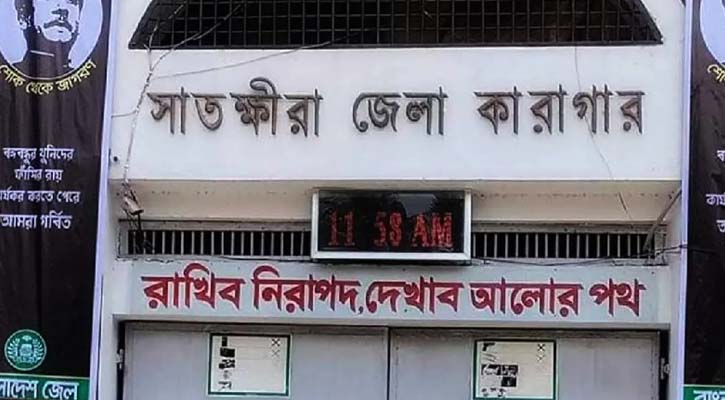 শোক থেকে জাগরণ
বঙ্গবন্ধুর খুনিদের
ফাঁসির রায়
কার্যকর করতে পেরে
আমরা গর্বিত
সাতক্ষীরা জেলা কারাগার
11 58 AM
রাখিব নিরাপদ, দেখাব আলোর পথ